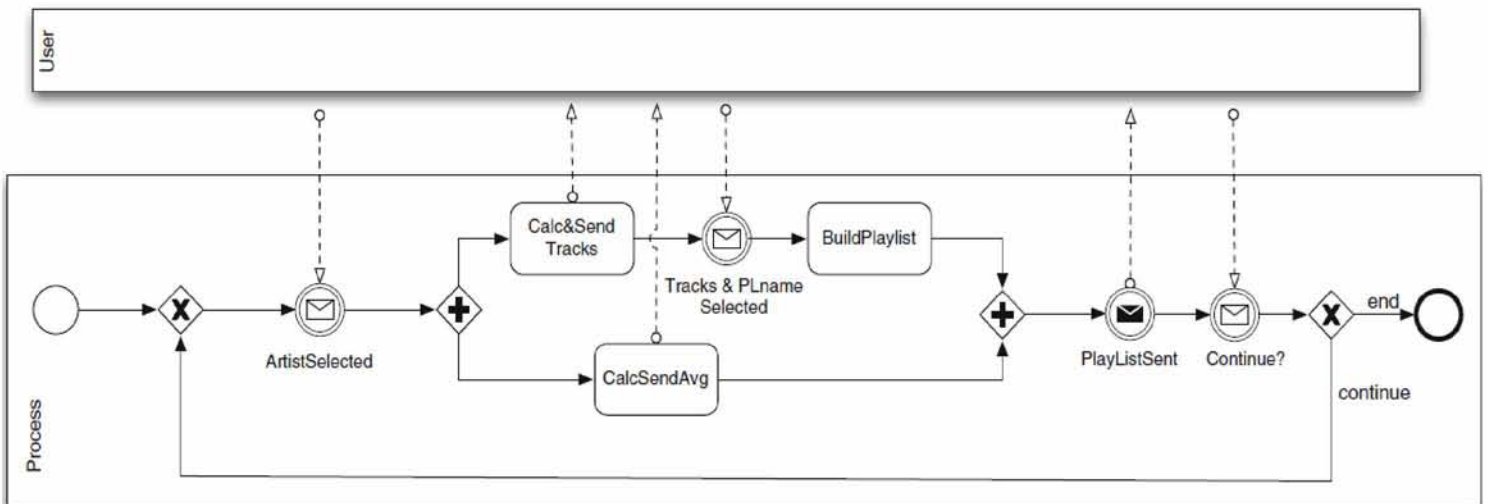 User
Calc&Send
Tracks
BuildPlaylist
Tracks & PLname
Selected
end
ArtistSelected
PlayListSent
Continue?
CalcSendAvg
continue
Process